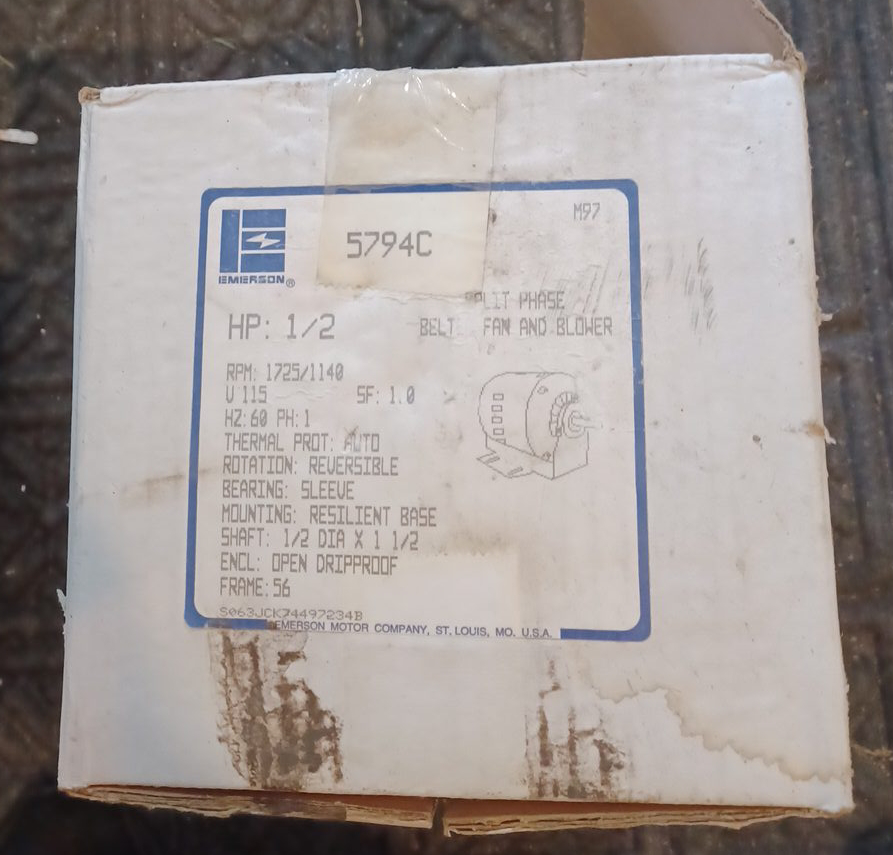 M97
5794C
EMERSON®
SPLIT PHASE
HP: 1/2
BELT FAN AND BLOWER
RPM: 1725/1140
V 115 SF: 1.0
HZ:60 PH:1
THERMAL PROT: AUTO
ROTATION: REVERSIBLE
BEARING: SLEEVE
MOUNTING: RESILIENT BASE
SHAFT: 1/2 DIA X 1 1/2
ENCL: OPEN DRIPPROOF
FRAME:56
S063JCK74497234B
EMERSON MOTOR COMPANY, ST. LOUIS, MO. U.S.A.